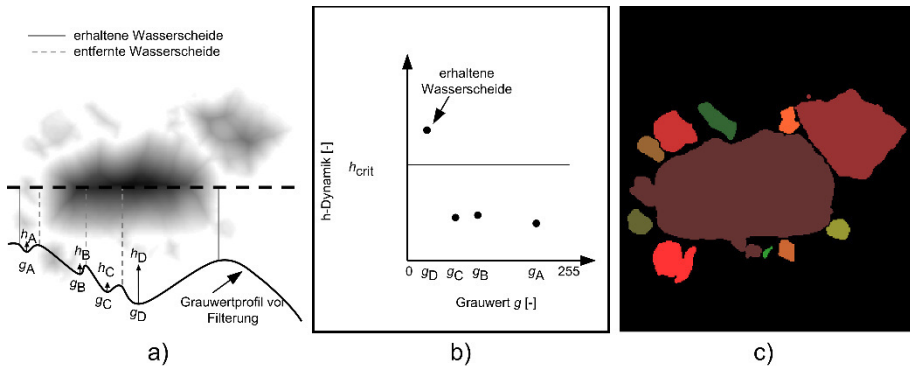 erhaltene Wasserscheide
entfernte Wasserscheide
hA
gA
hB
gB
hC
gC
hD
gD
Grauwertprofil vor
Filterung
a)
h-Dynamik [-]
erhaltene
Wasserscheide
hcrit
0 gD gC gB gA 255
Grauwert g [-]
b)
c)